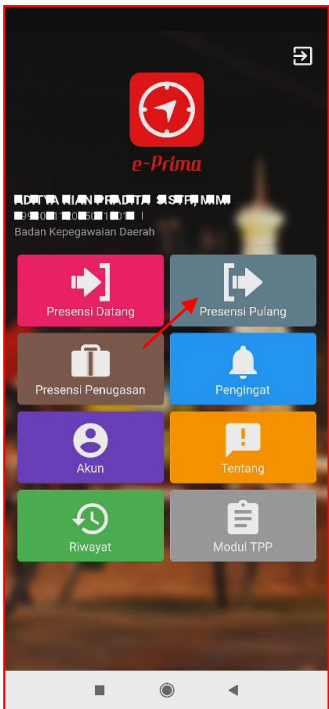 e-Prima
Badan Kepegawaian Daerah
Presensi Datang
Presensi Pulang
Presensi Penugasan
Pengingat
Akun
Tentang
Riwayat
Modul TPP